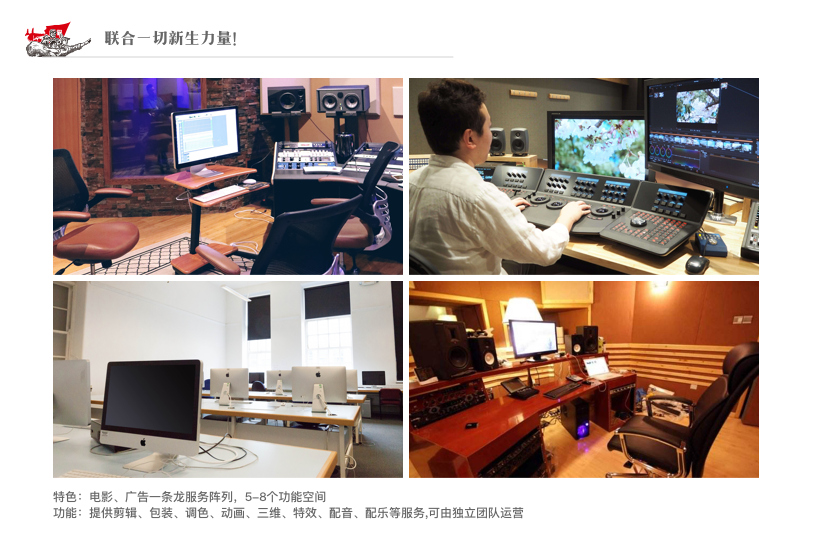 联合一切新生力量！
特色：电影、广告一条龙服务阵列，5-8个功能空间
功能：提供剪辑、包装、调色、动画、三维、特效、配音、配乐等服务,可由独立团队运营